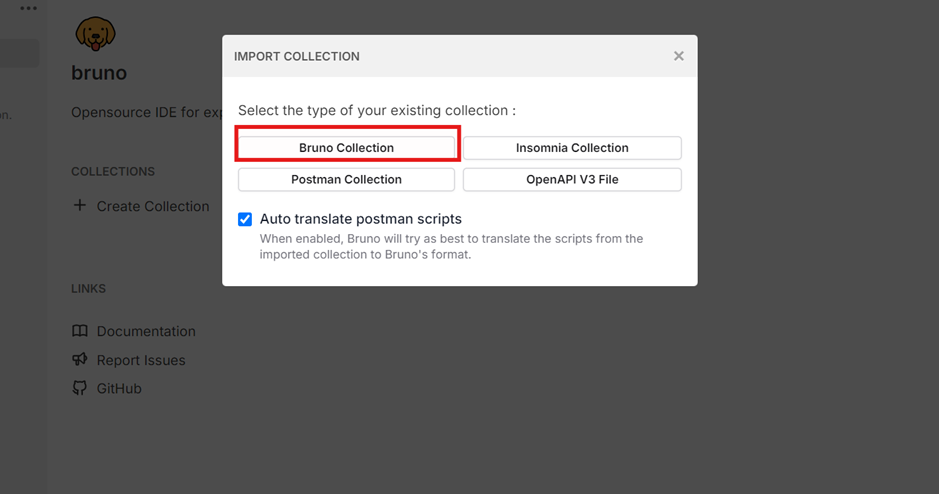 bruno
Opensource IDE for exp
on.
COLLECTIONS
Create Collection
LINKS
Documentation
Report Issues
GitHub
IMPORT COLLECTION
Select the type of your existing collection :
Bruno Collection
Insomnia Collection
Postman Collection
OpenAPI V3 File
Auto translate postman scripts
When enabled, Bruno will try as best to translate the scripts from the
imported collection to Bruno's format.